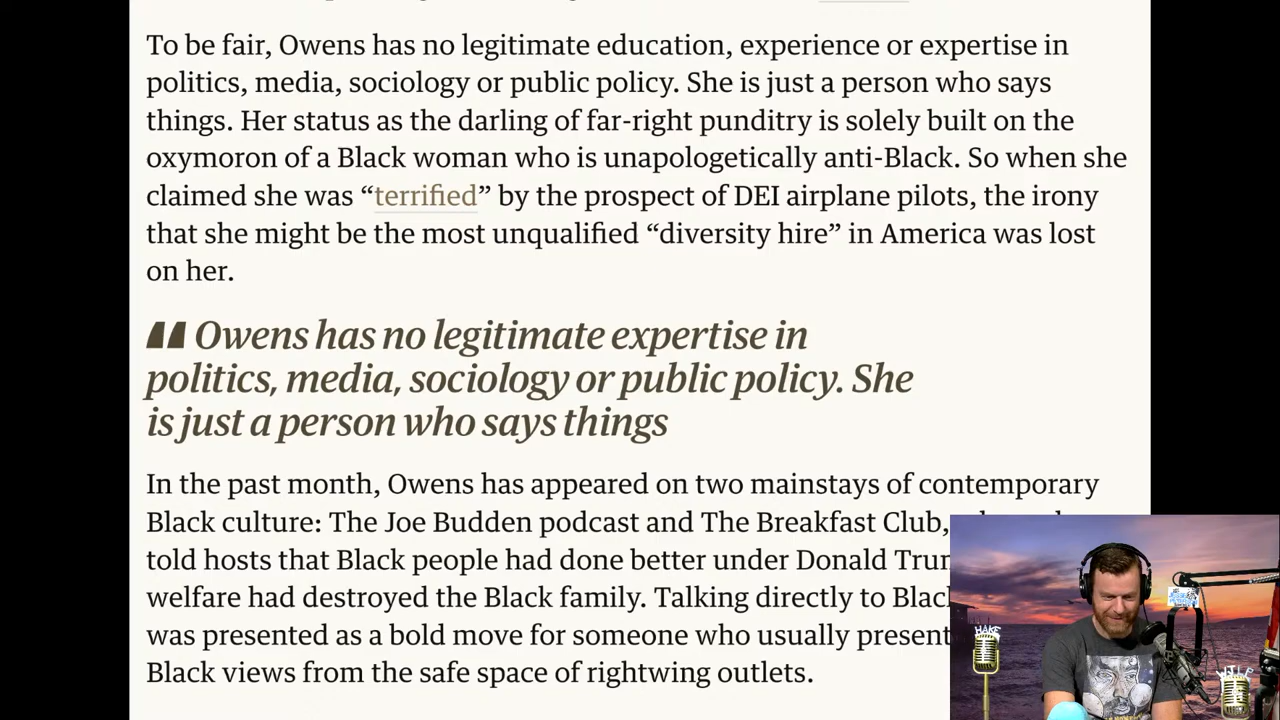 To be fair, Owens has no legitimate education, experience or expertise in
politics, media, sociology or public policy. She is just a person who says
things. Her status as the darling of far-right punditry is solely built on the
oxymoron of a Black woman who is unapologetically anti-Black. So when she
claimed she was “terrified” by the prospect of DEI airplane pilots, the irony
that she might be the most unqualified “diversity hire” in America was lost
on her.
Owens has no legitimate expertise in
politics, media, sociology or public policy. She
is just a person who says things
In the past month, Owens has appeared on two mainstays of contemporary
Black culture: The Joe Budden podcast and The Breakfast Club,
told hosts that Black people had done better under Donald
welfare had destroyed the Black family. Talking directly to
was presented as a bold move for someone who usually
Black views from the safe space of rightwing outlets.
MAKE